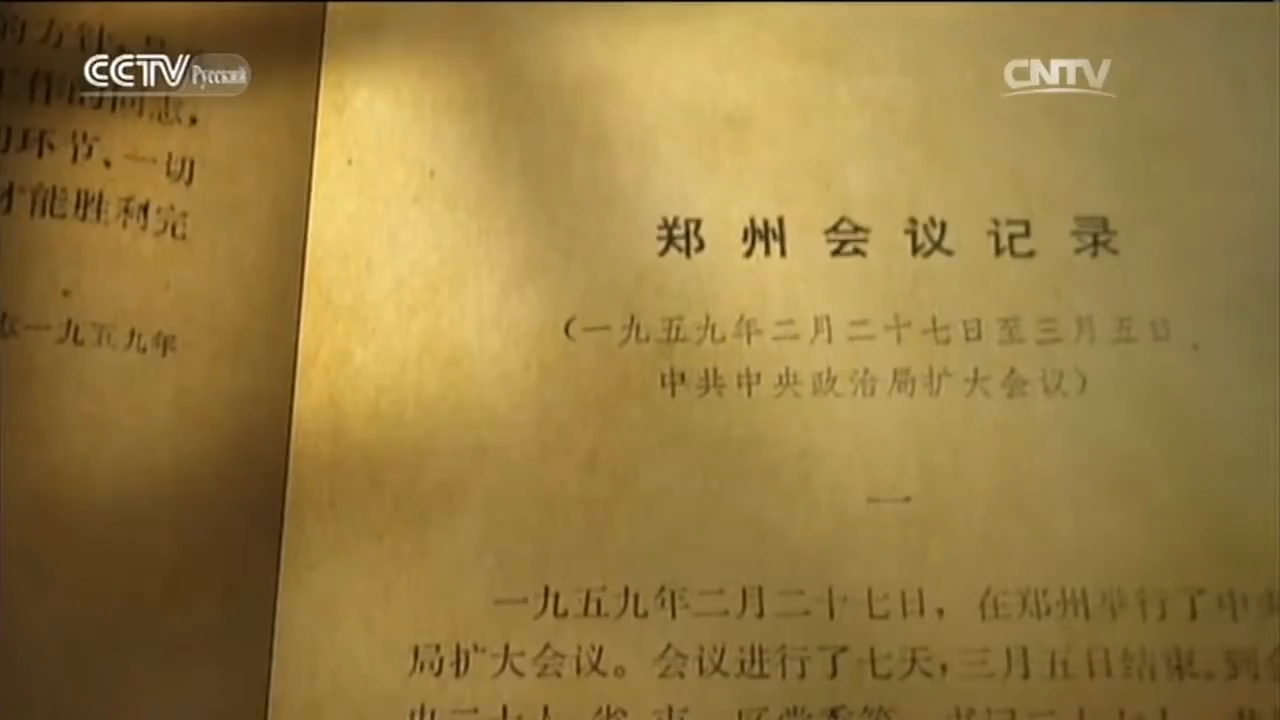 CCTV Русский
CNTV
的方针
工作的同志，
环节、一切
才能胜利完
一九五九年
郑州会议记录
（一九五九年二月二十七日至三月五日
中共中央政治局扩大会议）
一
一九五九年二月二十七日，在郑州举行了中央
局扩大会议。会议进行了七天，三月五日结束。到会